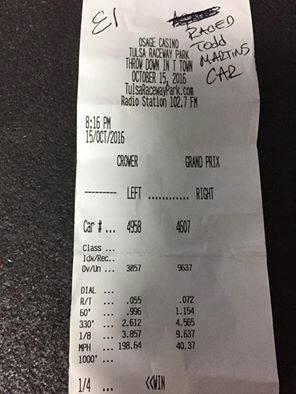 E1
RACED
Todd
MARTINS
CAR
OSAGE CASINO
TULSA RACEWAY PARK
THROW DOWN IN T TOWN
OCTOBER 15, 2016
TulsaRacewayPark.com
Radio Station 102.7 FM
8:16 PM
15/OCT/2016
CROWER GRAND PRIX
--------- LEFT ............ RIGHT
Car # ... 4958 4607
Class ...
Idx/Rec..
Ov/Un ... 3857 9637
DIAL ...
R/T ... .055 .072
60' ... .996 1.154
330' ... 2.612 4.565
1/8 ... 3.857 9.637
MPH ... 198.64 40.37
1000' ...
1/4 ... <<WIN